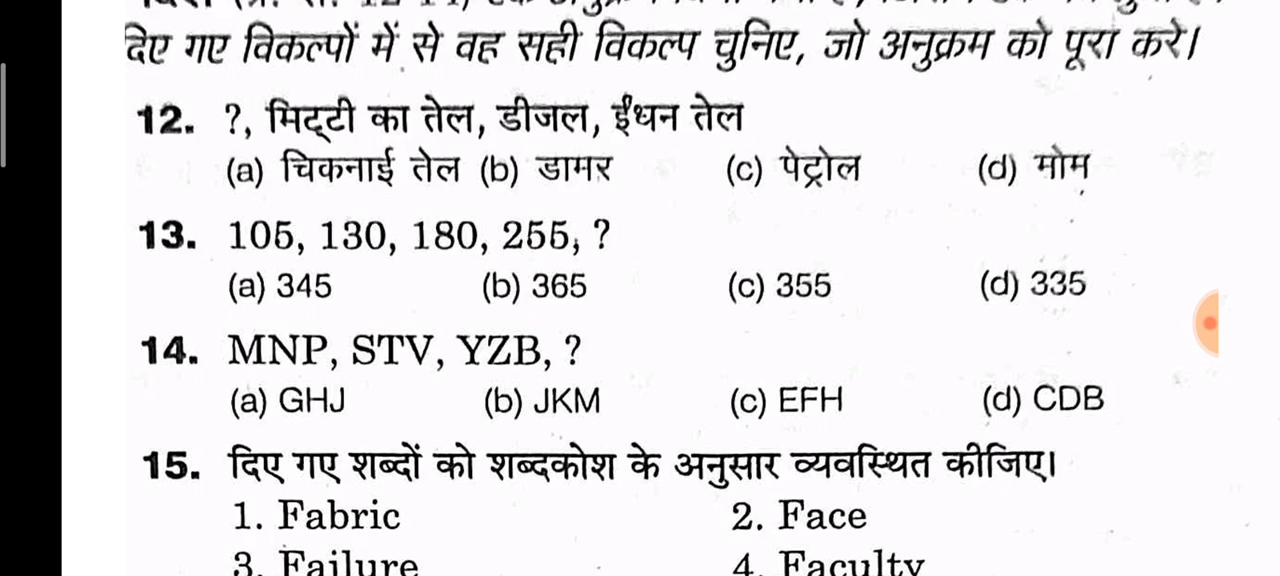 देए गए विकल्पों में से वह सही विकल्प चुनिए, जो अनुक्रम को पूरा करे।
12. ?, मिट्टी का तेल, डीजल, ईंधन तेल
(a) चिकनाई तेल (b) डामर (c) पेट्रोल (d) मोम
13. 105, 130, 180, 255, ?
(a) 345 (b) 365 (c) 355 (d) 335
14. MNP, STV, YZB, ?
(a) GHJ (b) JKM (c) EFH (d) CDB
15. दिए गए शब्दों को शब्दकोश के अनुसार व्यवस्थित कीजिए।
1. Fabric 2. Face
3. Failure 4. Faculty